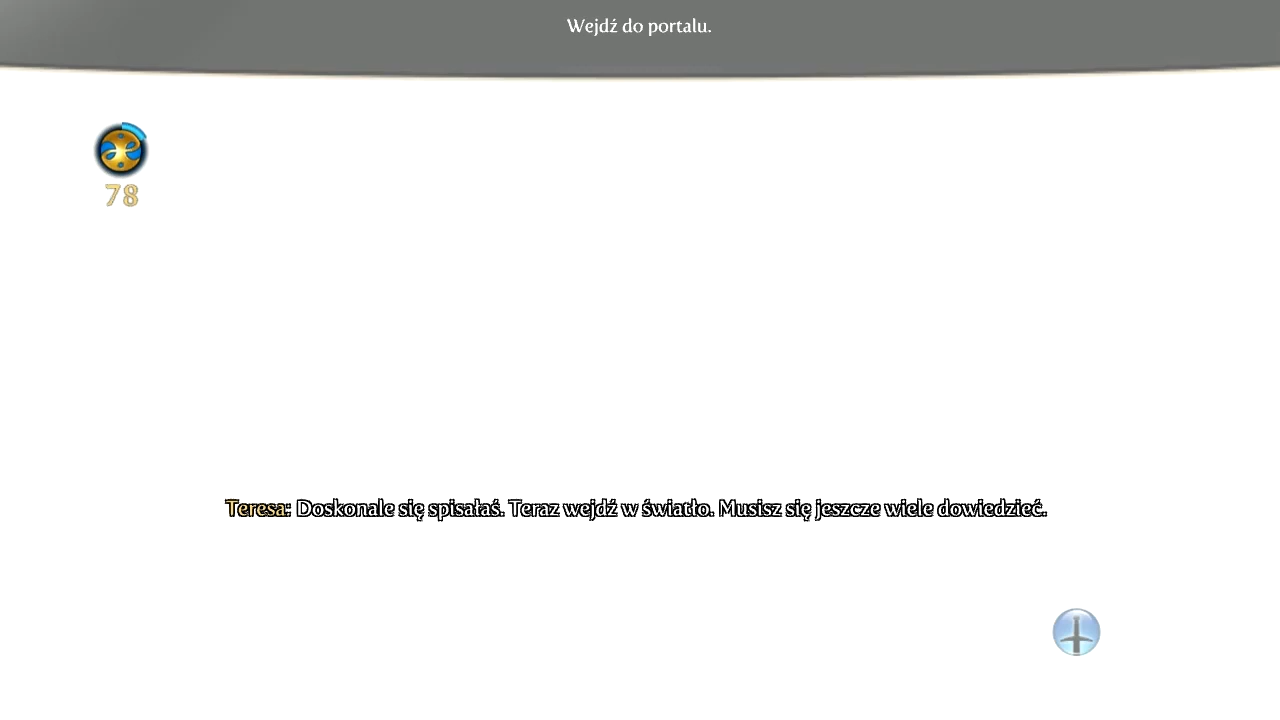 Wejdź do portalu.
78
Teresa: Doskonale się spisałaś. Teraz wejdź w światło. Musisz się jeszcze wiele dowiedzieć.